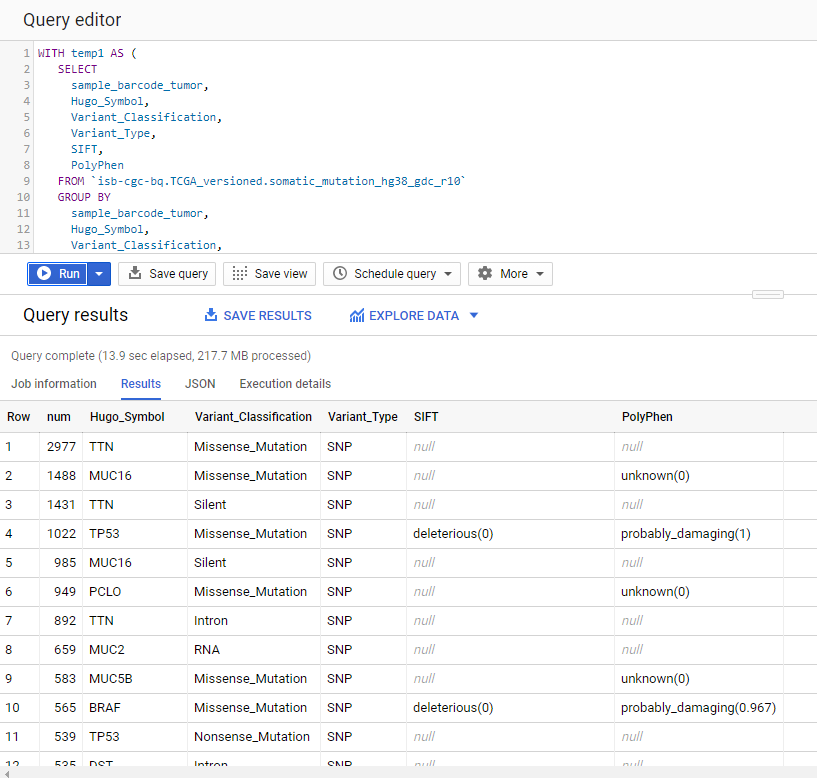 Query editor
1 WITH temp1 AS (
2 SELECT
3 sample_barcode_tumor,
4 Hugo_Symbol,
5 Variant_Classification,
6 Variant_Type,
7 SIFT,
8 PolyPhen
9 FROM `isb-cgc-bq.TCGA_versioned.somatic_mutation_hg38_gdc_r10`
10 GROUP BY
11 sample_barcode_tumor,
12 Hugo_Symbol,
13 Variant_Classification,
Run Save query Save view Schedule query More
Query results SAVE RESULTS EXPLORE DATA
Query complete (13.9 sec elapsed, 217.7 MB processed)
Job information Results JSON Execution details
Row num Hugo_Symbol Variant_Classification Variant_Type SIFT PolyPhen
1 2977 TTN Missense_Mutation SNP null null
2 1488 MUC16 Missense_Mutation SNP null unknown(0)
3 1431 TTN Silent SNP null null
4 1022 TP53 Missense_Mutation SNP deleterious(0) probably_damaging(1)
5 985 MUC16 Silent SNP null null
6 949 PCLO Missense_Mutation SNP null unknown(0)
7 892 TTN Intron SNP null null
8 659 MUC2 RNA SNP null null
9 583 MUC5B Missense_Mutation SNP null unknown(0)
10 565 BRAF Missense_Mutation SNP deleterious(0) probably_damaging(0.967)
11 539 TP53 Nonsense_Mutation SNP null null
12 535 DST Intron SNP null null